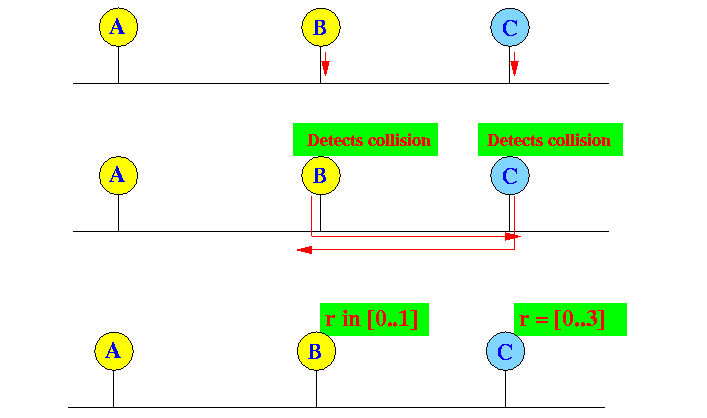 A B C
Detects collision Detects collision
A B C
r in [0..1] r = [0..3]
A B C